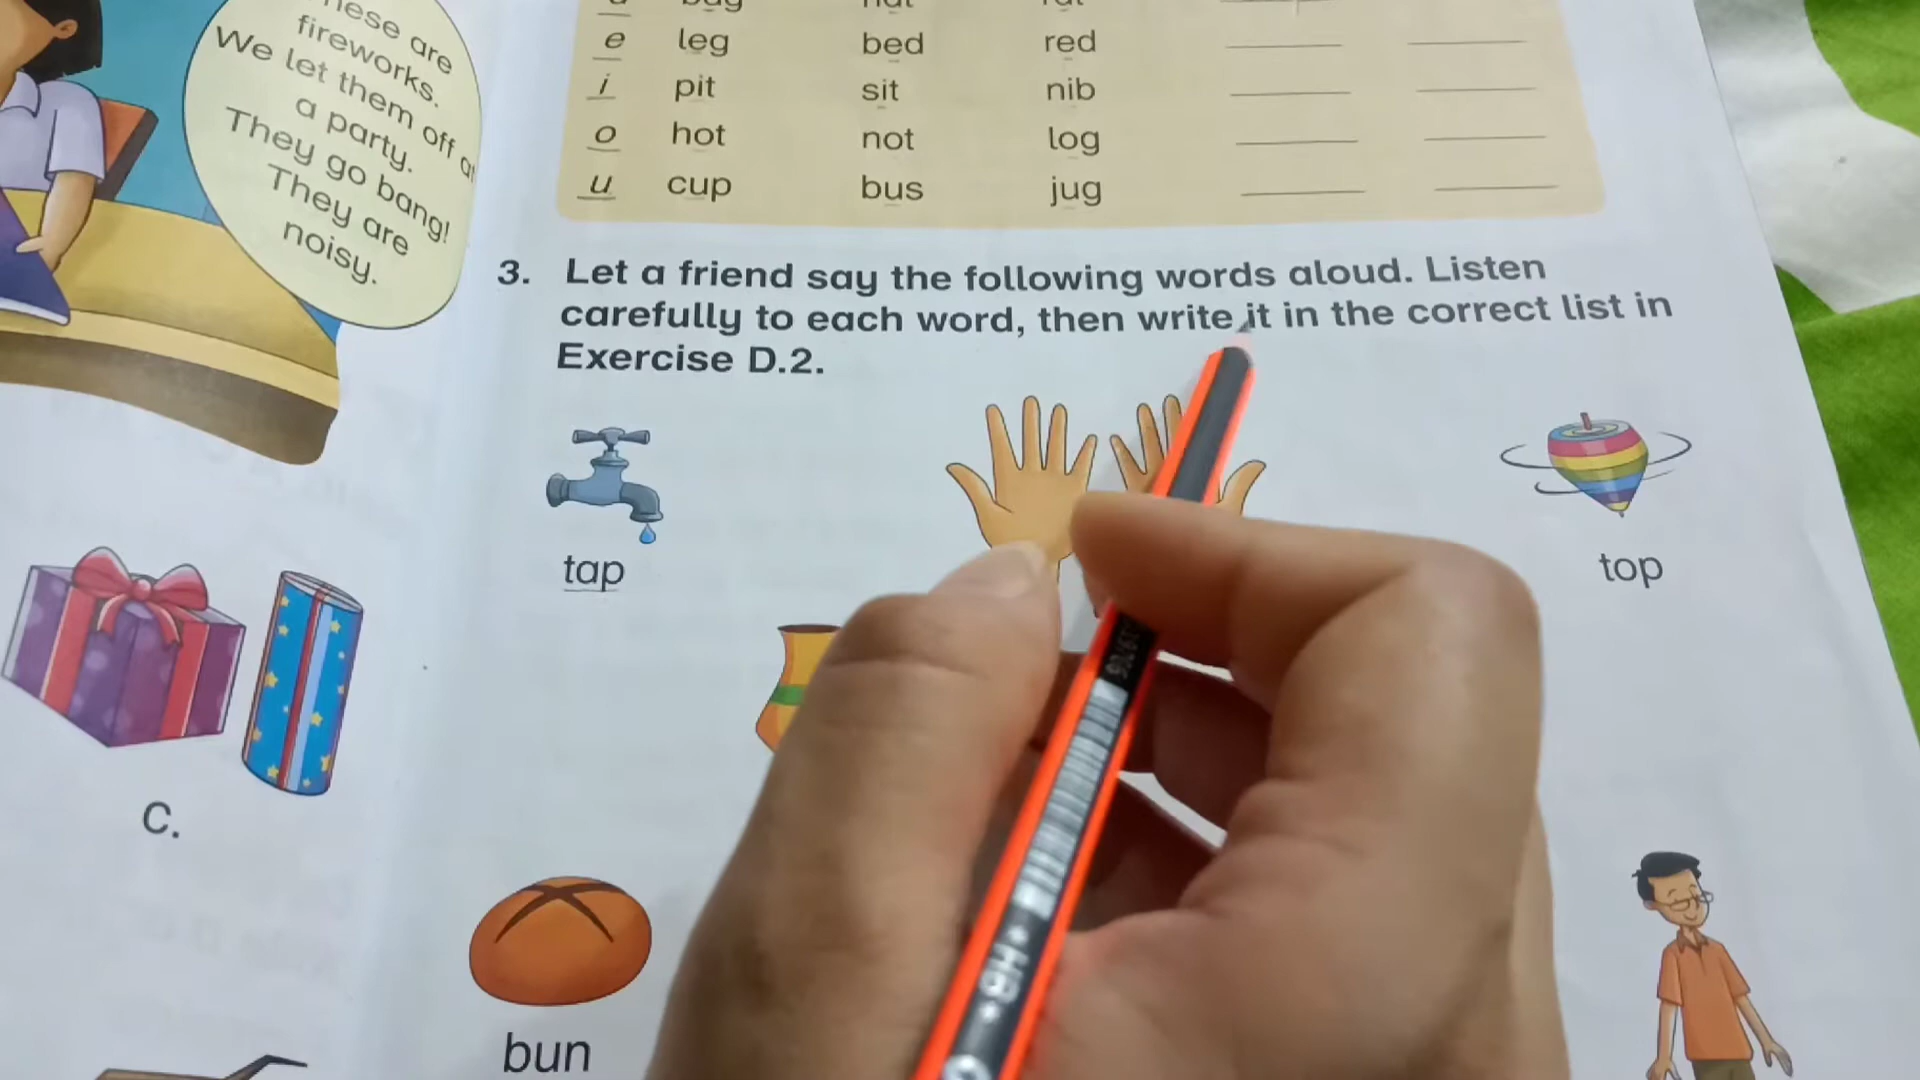 These are
fireworks.
We let them off at
a party.
They go bang!
They are
noisy.
C.
e leg bed red
i pit sit nib
o hot not log
u cup bus jug
3. Let a friend say the following words aloud. Listen
carefully to each word, then write it in the correct list in
Exercise D.2.
tap
top
bun
HB